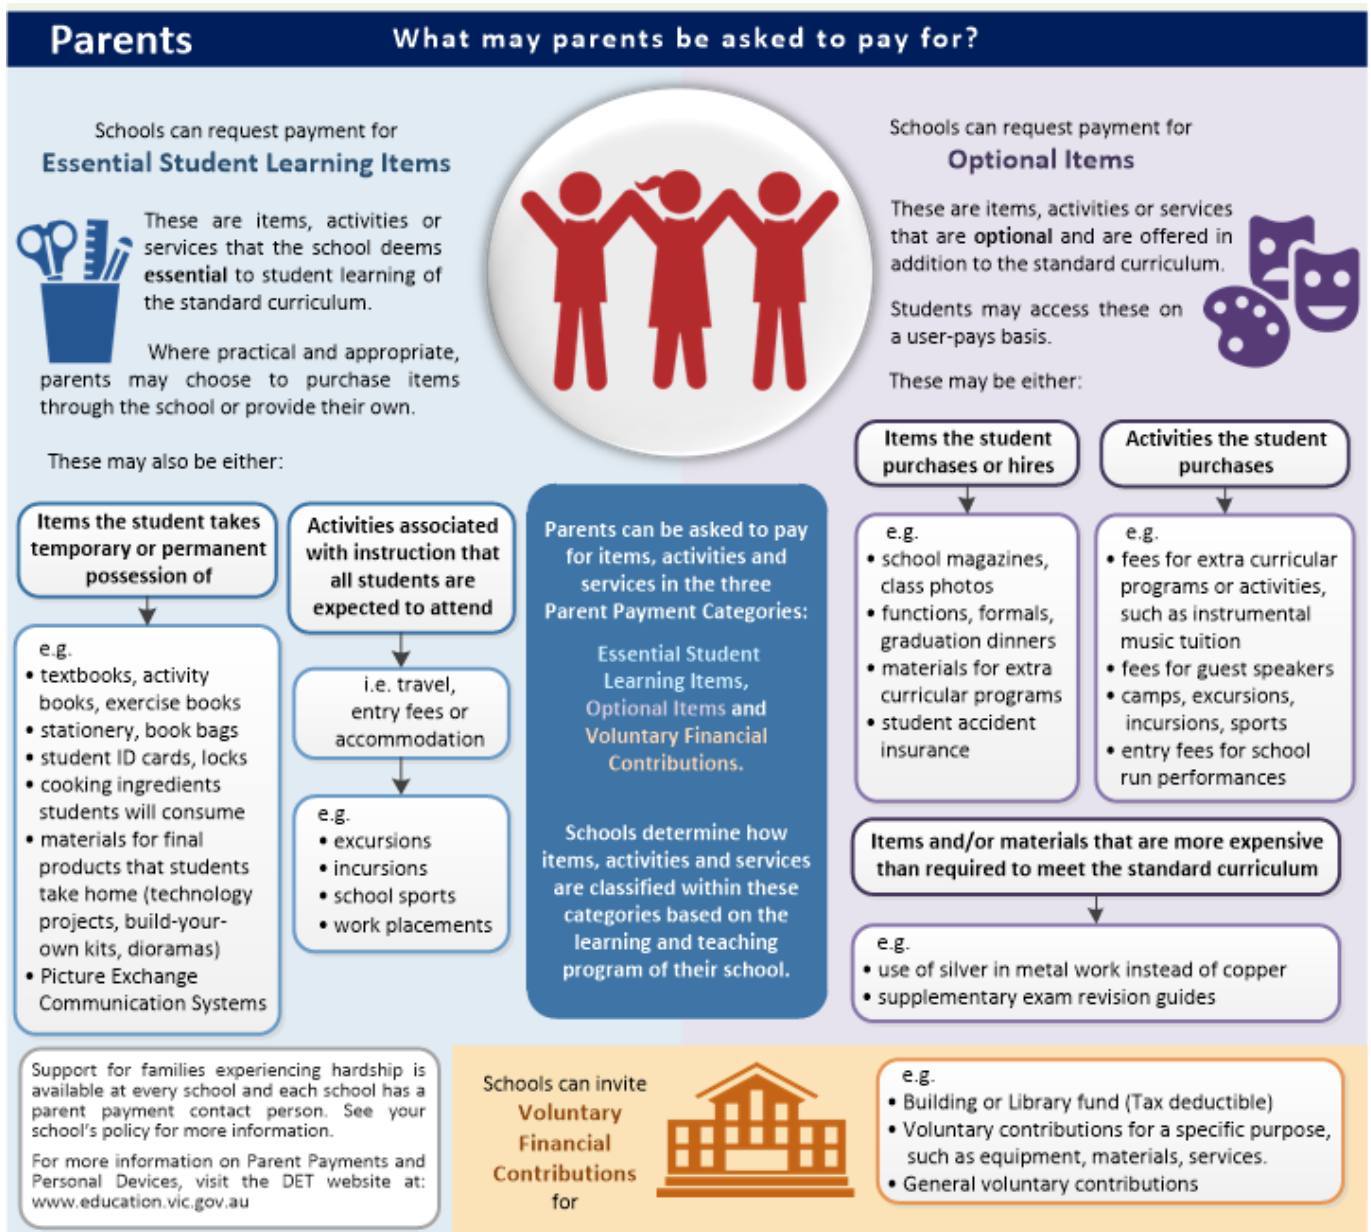 Parents
What may parents be asked to pay for?
Schools can request payment for
Essential Student Learning Items
These are items, activities or
services that the school deems
essential to student learning of
the standard curriculum.
Where practical and appropriate,
parents may choose to purchase items
through the school or provide their own.
These may also be either:
Items the student takes
temporary or permanent
possession of
e.g.
• textbooks, activity
books, exercise books
• stationery, book bags
• student ID cards, locks
• cooking ingredients
students will consume
• materials for final
products that students
take home (technology
projects, build-your-
own kits, dioramas)
• Picture Exchange
Communication Systems
Activities associated
with instruction that
all students are
expected to attend
i.e. travel,
entry fees or
accommodation
e.g.
• excursions
• incursions
• school sports
• work placements
Parents can be asked to pay
for items, activities and
services in the three
Parent Payment Categories:
Essential Student
Learning Items,
Optional Items and
Voluntary Financial
Contributions.
Schools determine how
items, activities and services
are classified within these
categories based on the
learning and teaching
program of their school.
Schools can request payment for
Optional Items
These are items, activities or services
that are optional and are offered in
addition to the standard curriculum.
Students may access these on
a user-pays basis.
These may be either:
Items the student
purchases or hires
e.g.
• school magazines,
class photos
• functions, formals,
graduation dinners
• materials for extra
curricular programs
• student accident
insurance
Activities the student
purchases
e.g.
• fees for extra curricular
programs or activities,
such as instrumental
music tuition
• fees for guest speakers
• camps, excursions,
incursions, sports
• entry fees for school
run performances
Items and/or materials that are more expensive
than required to meet the standard curriculum
e.g.
• use of silver in metal work instead of copper
• supplementary exam revision guides
Support for families experiencing hardship is
available at every school and each school has a
parent payment contact person. See your
school's policy for more information.
For more information on Parent Payments and
Personal Devices, visit the DET website at:
www.education.vic.gov.au
Schools can invite
Voluntary
Financial
Contributions
for
e.g.
• Building or Library fund (Tax deductible)
• Voluntary contributions for a specific purpose,
such as equipment, materials, services.
• General voluntary contributions